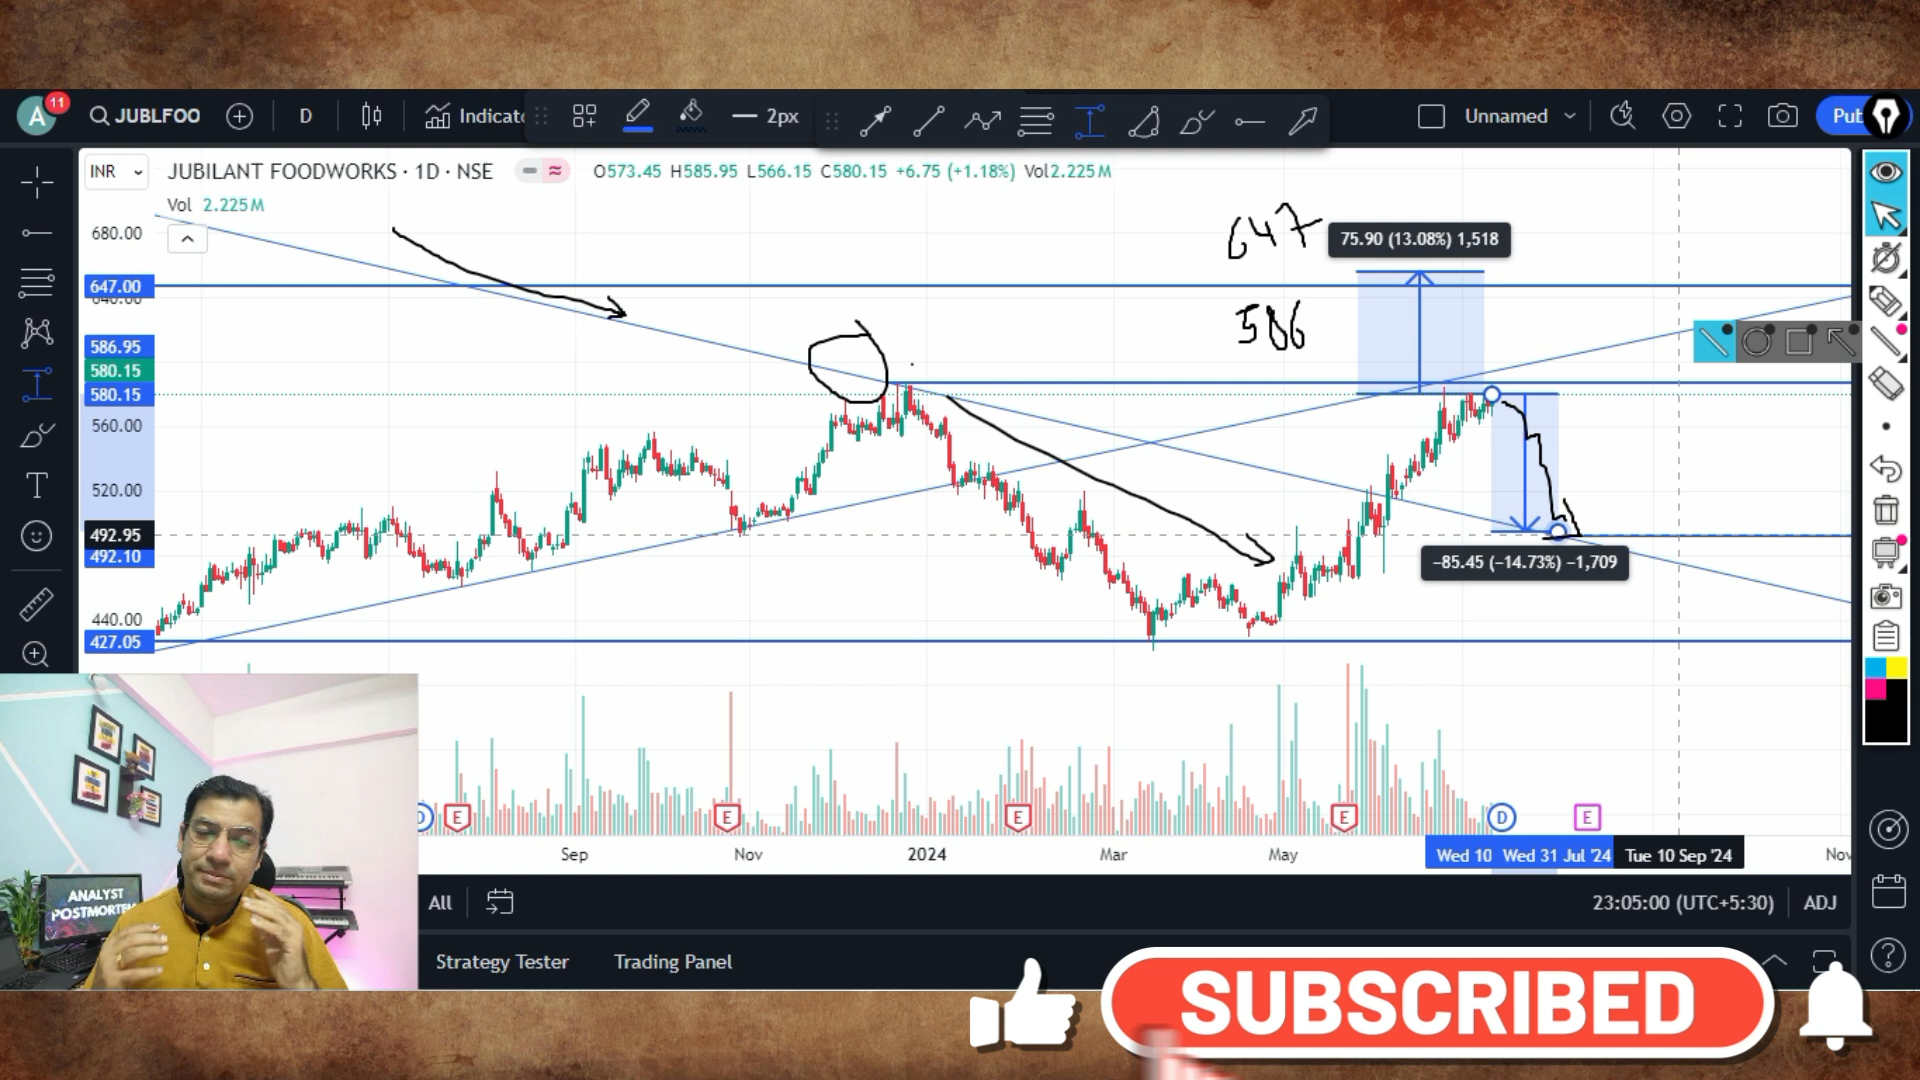 A 11 JUBLFOO D Indicat 2px Unnamed Pub
INR JUBILANT FOODWORKS · 1D · NSE O573.45 H585.95 L566.15 C580.15 +6.75 (+1.18%) Vol2.225M
Vol 2.225M
680.00
647.00
640.00
586.95
580.15
580.15
560.00
520.00
492.95
492.10
440.00
427.05
647
586
75.90 (13.08%) 1,518
−85.45 (−14.73%) −1,709
D E E E E D E
Sep Nov 2024 Mar May Wed 10 Wed 31 Jul '24 Tue 10 Sep '24 Nov
All 23:05:00 (UTC+5:30) ADJ
Strategy Tester Trading Panel
ANALYST
POSTMORTEM
SUBSCRIBED